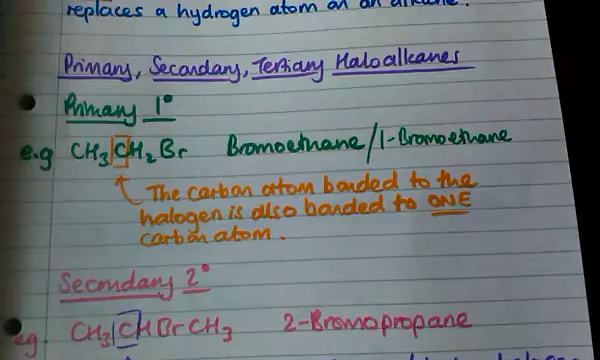 replaces a hydrogen atom on an alkane.
Primary, Secondary, Tertiary Haloalkanes
Primary 1°
e.g CH3CH2Br Bromoethane/1-Bromoethane
The carbon atom bonded to the
halogen is also bonded to ONE
carbon atom.
Secondary 2°
eg. CH3CHBrCH3 2-Bromopropane